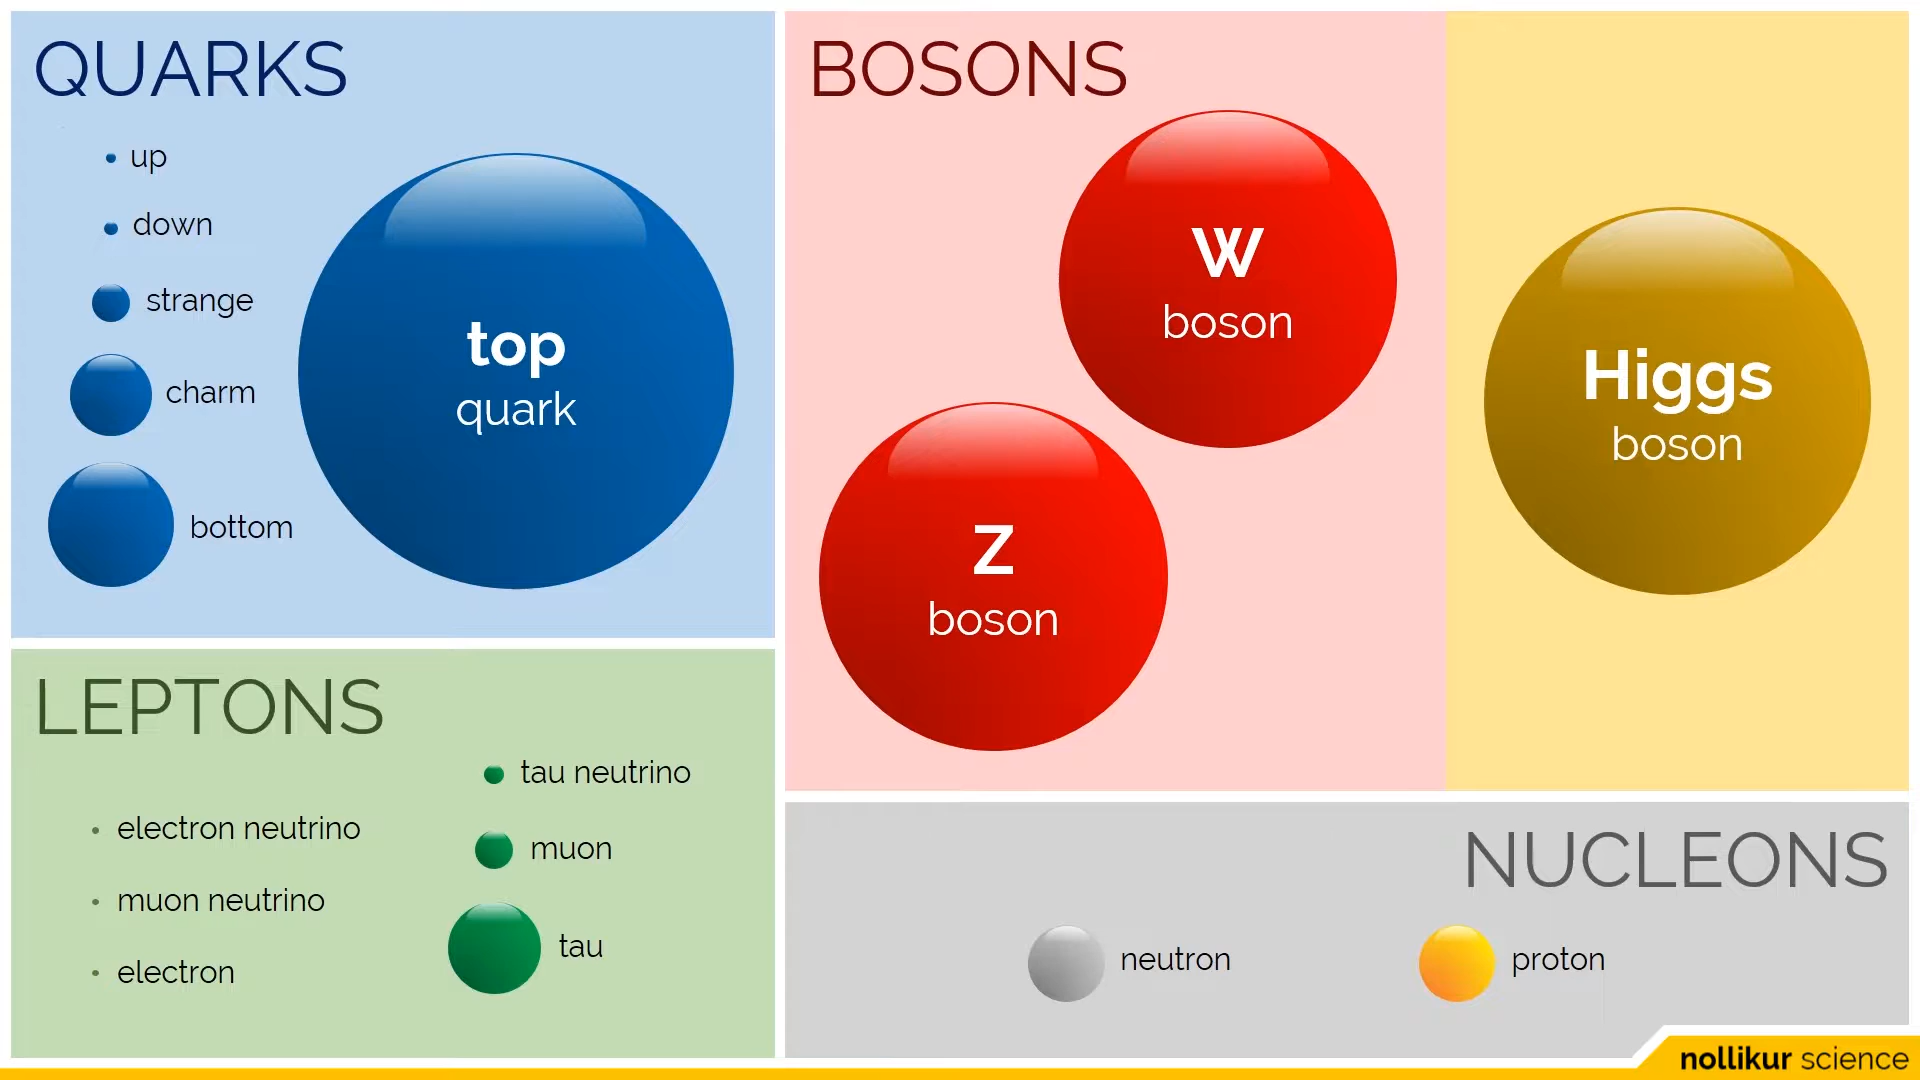 QUARKS
up
down
strange
charm
bottom
top
quark
LEPTONS
electron neutrino
muon neutrino
electron
tau neutrino
muon
tau
BOSONS
W
boson
Z
boson
Higgs
boson
NUCLEONS
neutron
proton
nollikur science